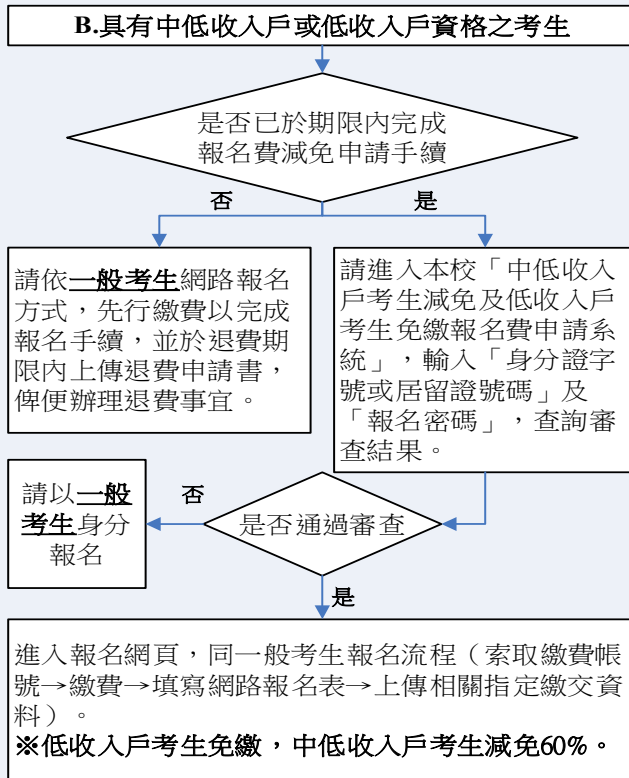 B.具有中低收入戶或低收入戶資格之考生
是否已於期限內完成
報名費減免申請手續
否
是
請依一般考生網路報名
方式，先行繳費以完成
報名手續，並於退費期
限內上傳退費申請書，
俾便辦理退費事宜。
請進入本校「中低收入
戶考生減免及低收入戶
考生免繳報名費申請系
統」，輸入「身分證字
號或居留證號碼」及
「報名密碼」，查詢審
查結果。
是否通過審查
否
請以一般
考生身分
報名
是
進入報名網頁，同一般考生報名流程（索取繳費帳
號→繳費→填寫網路報名表→上傳相關指定繳交資
料）。
※低收入戶考生免繳，中低收入戶考生減免60%。